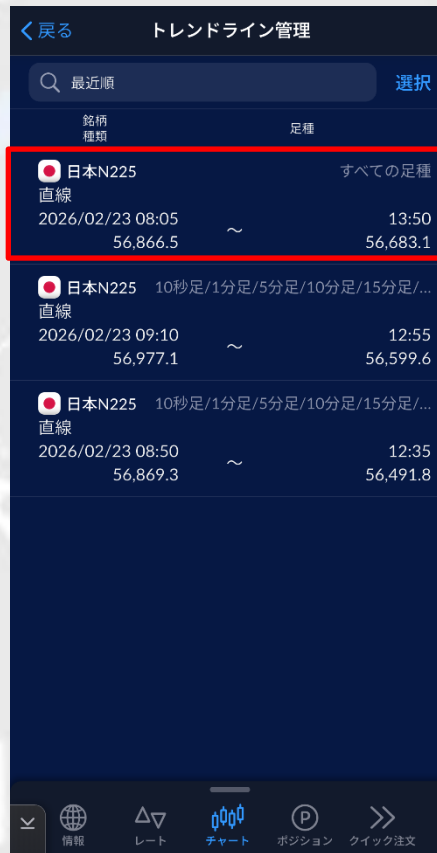 戻る トレンドライン管理
最近順 選択
銘柄 足種
種類
日本N225 すべての足種
直線
2026/02/23 08:05 ～ 13:50
56,866.5 56,683.1
日本N225 10秒足/1分足/5分足/10分足/15分足/...
直線
2026/02/23 09:10 ～ 12:55
56,977.1 56,599.6
日本N225 10秒足/1分足/5分足/10分足/15分足/...
直線
2026/02/23 08:50 ～ 12:35
56,869.3 56,491.8
情報 レート チャート ポジション クイック注文